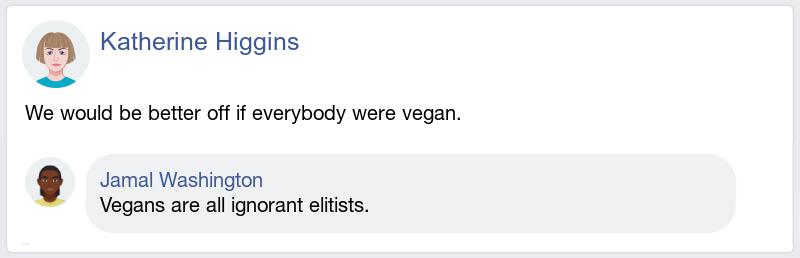 Katherine Higgins
We would be better off if everybody were vegan.
Jamal Washington
Vegans are all ignorant elitists.